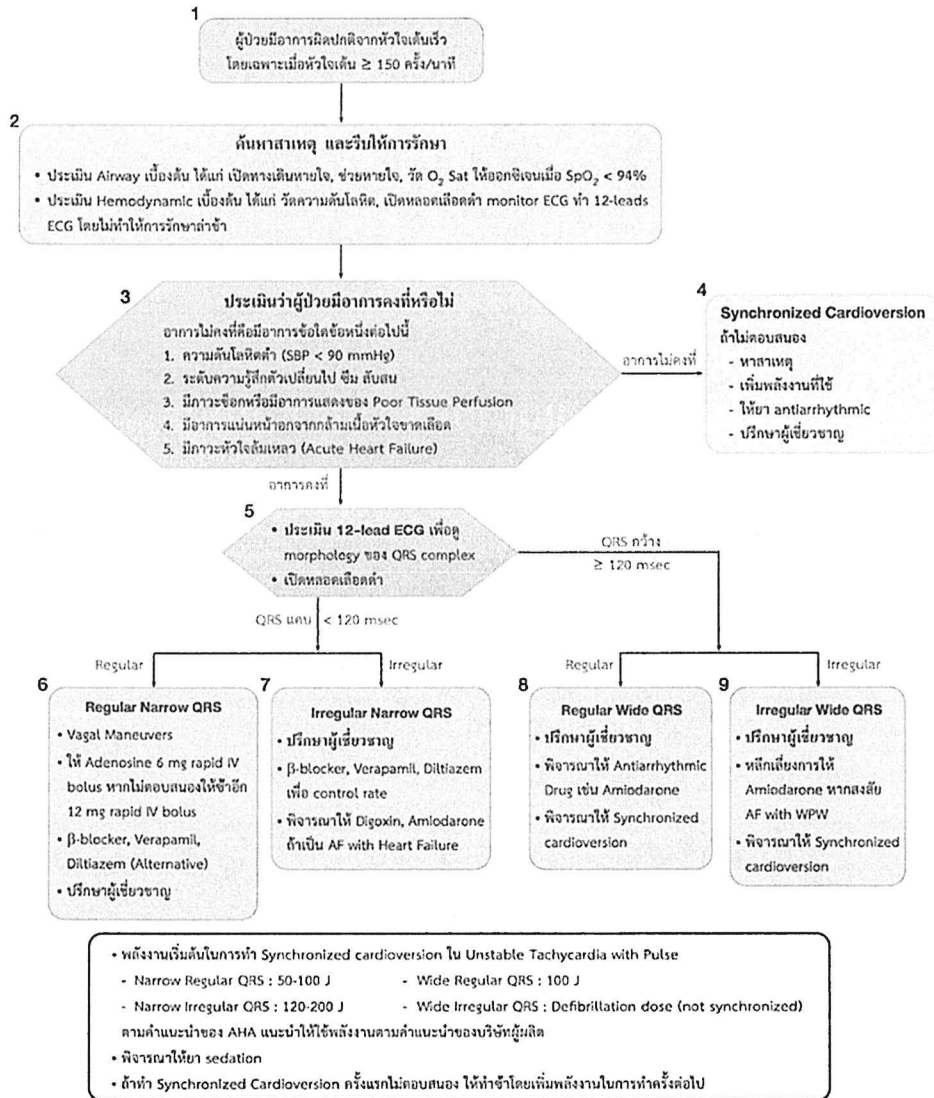 1
ผู้ป่วยมีอาการผิดปกติจากหัวใจเต้นเร็ว
โดยเฉพาะเมื่อหัวใจเต้น ≥ 150 ครั้ง/นาที
2
ค้นหาสาเหตุ และรีบให้การรักษา
• ประเมิน Airway เบื้องต้น ได้แก่ เปิดทางเดินหายใจ, ช่วยหายใจ, วัด O₂ Sat ให้ออกซิเจนเมื่อ SpO₂ < 94%
• ประเมิน Hemodynamic เบื้องต้น ได้แก่ วัดความดันโลหิต, เปิดหลอดเลือดดำ monitor ECG ทำ 12-leads
ECG โดยไม่ทำให้การรักษาล่าช้า
3
ประเมินว่าผู้ป่วยมีอาการคงที่หรือไม่
อาการไม่คงที่คือมีอาการข้อใดข้อหนึ่งต่อไปนี้
1. ความดันโลหิตต่ำ (SBP < 90 mmHg)
2. ระดับความรู้สึกตัวเปลี่ยนไป ซึม สับสน
3. มีภาวะช็อกหรือมีอาการแสดงของ Poor Tissue Perfusion
4. มีอาการแน่นหน้าอกจากกล้ามเนื้อหัวใจขาดเลือด
5. มีภาวะหัวใจล้มเหลว (Acute Heart Failure)
อาการไม่คงที่
4
Synchronized Cardioversion
ถ้าไม่ตอบสนอง
- หาสาเหตุ
- เพิ่มพลังงานที่ใช้
- ให้ยา antiarrhythmic
- ปรึกษาผู้เชี่ยวชาญ
อาการคงที่
5
• ประเมิน 12-lead ECG เพื่อดู
morphology ของ QRS complex
• เปิดหลอดเลือดดำ
QRS กว้าง
≥ 120 msec
QRS แคบ < 120 msec
Regular
Irregular
Regular
Irregular
6
Regular Narrow QRS
• Vagal Maneuvers
• ให้ Adenosine 6 mg rapid IV
bolus หากไม่ตอบสนองให้ซ้ำอีก
12 mg rapid IV bolus
• β-blocker, Verapamil,
Diltiazem (Alternative)
• ปรึกษาผู้เชี่ยวชาญ
7
Irregular Narrow QRS
• ปรึกษาผู้เชี่ยวชาญ
• β-blocker, Verapamil, Diltiazem
เพื่อ control rate
• พิจารณาให้ Digoxin, Amiodarone
ถ้าเป็น AF with Heart Failure
8
Regular Wide QRS
• ปรึกษาผู้เชี่ยวชาญ
• พิจารณาให้ Antiarrhythmic
Drug เช่น Amiodarone
• พิจารณาให้ Synchronized
cardioversion
9
Irregular Wide QRS
• ปรึกษาผู้เชี่ยวชาญ
• หลีกเลี่ยงการให้
Amiodarone หากสงสัย
AF with WPW
• พิจารณาให้ Synchronized
cardioversion
• พลังงานเริ่มต้นในการทำ Synchronized cardioversion ใน Unstable Tachycardia with Pulse
- Narrow Regular QRS : 50-100 J - Wide Regular QRS : 100 J
- Narrow Irregular QRS : 120-200 J - Wide Irregular QRS : Defibrillation dose (not synchronized)
ตามคำแนะนำของ AHA แนะนำให้ใช้พลังงานตามคำแนะนำของบริษัทผู้ผลิต
• พิจารณาให้ยา sedation
• ถ้าทำ Synchronized Cardioversion ครั้งแรกไม่ตอบสนอง ให้ทำซ้ำโดยเพิ่มพลังงานในการทำครั้งต่อไป